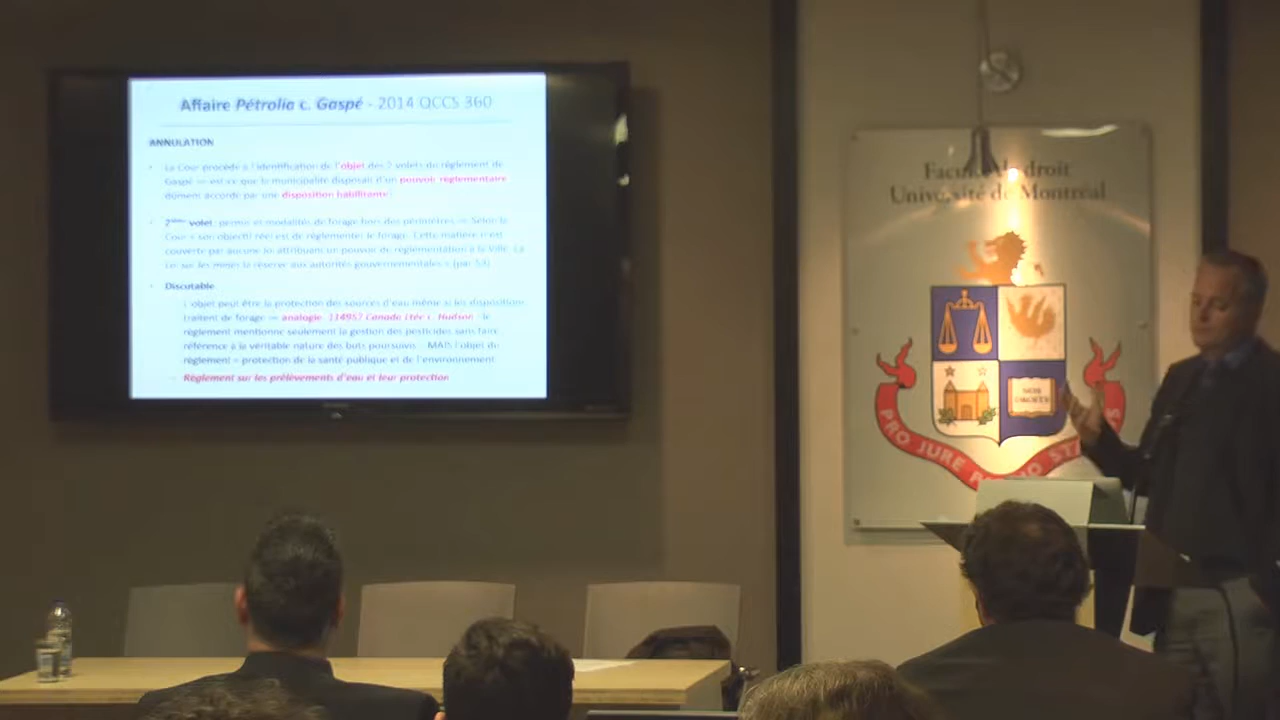 Affaire Pétrolia c. Gaspé - 2014 QCCS 360
ANNULATION
La Cour procède à l'identification de l'objet des 2 volets du règlement de
Gaspé — est-ce que la municipalité disposait d'un pouvoir réglementaire
dûment accordé par une disposition habilitante
2ème volet: permis et modalités de forage hors des périmètres — Selon la
Cour « son objectif réel est de réglementer le forage. Cette matière n'est
couverte par aucune loi attribuant un pouvoir de réglementation à la Ville. La
Loi sur les mines la réserve aux autorités gouvernementales » (par 53)
Discutable
L'objet peut être la protection des sources d'eau même si les dispositions
traitent de forage — analogie 114957 Canada Ltée c. Hudson : le
règlement mentionne seulement la gestion des pesticides sans faire
référence à la véritable nature des buts poursuivis – MAIS l'objet du
règlement = protection de la santé publique et de l'environnement
Règlement sur les prélèvements d'eau et leur protection
Faculté de droit
Université de Montréal
NOS DROITS
PRO JURE